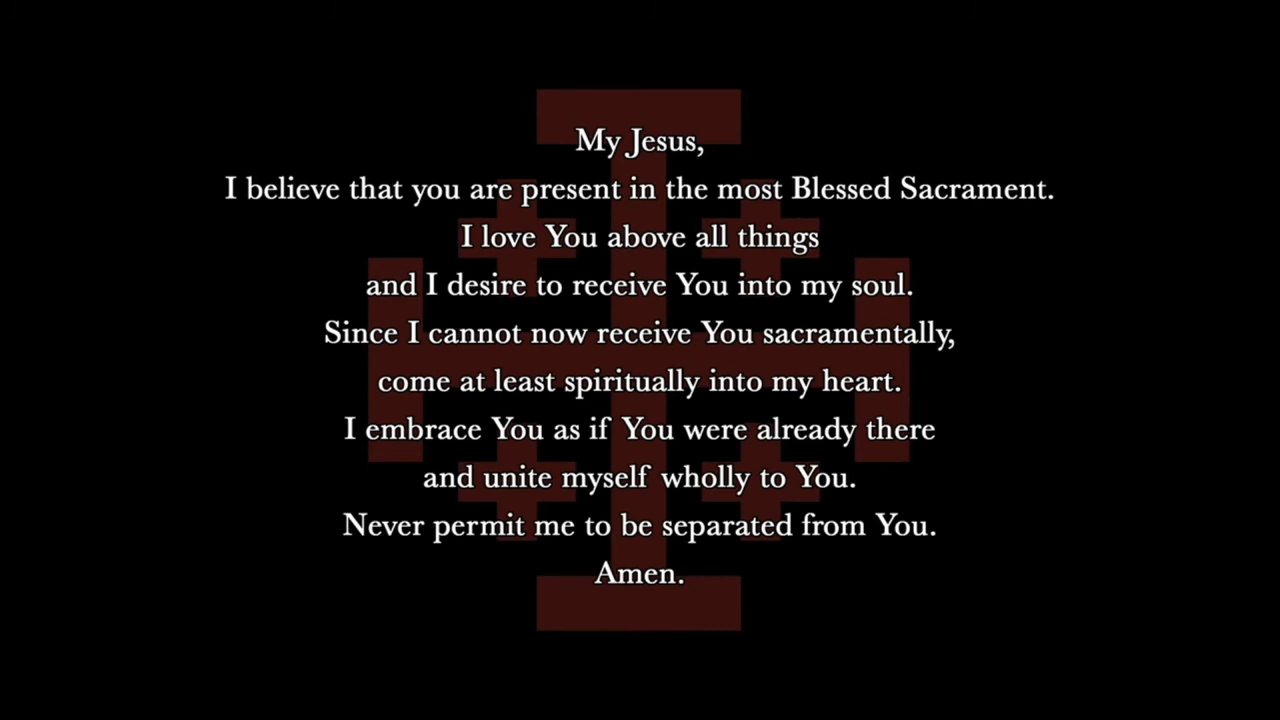 My Jesus,
I believe that you are present in the most Blessed Sacrament.
I love You above all things
and I desire to receive You into my soul.
Since I cannot now receive You sacramentally,
come at least spiritually into my heart.
I embrace You as if You were already there
and unite myself wholly to You.
Never permit me to be separated from You.
Amen.